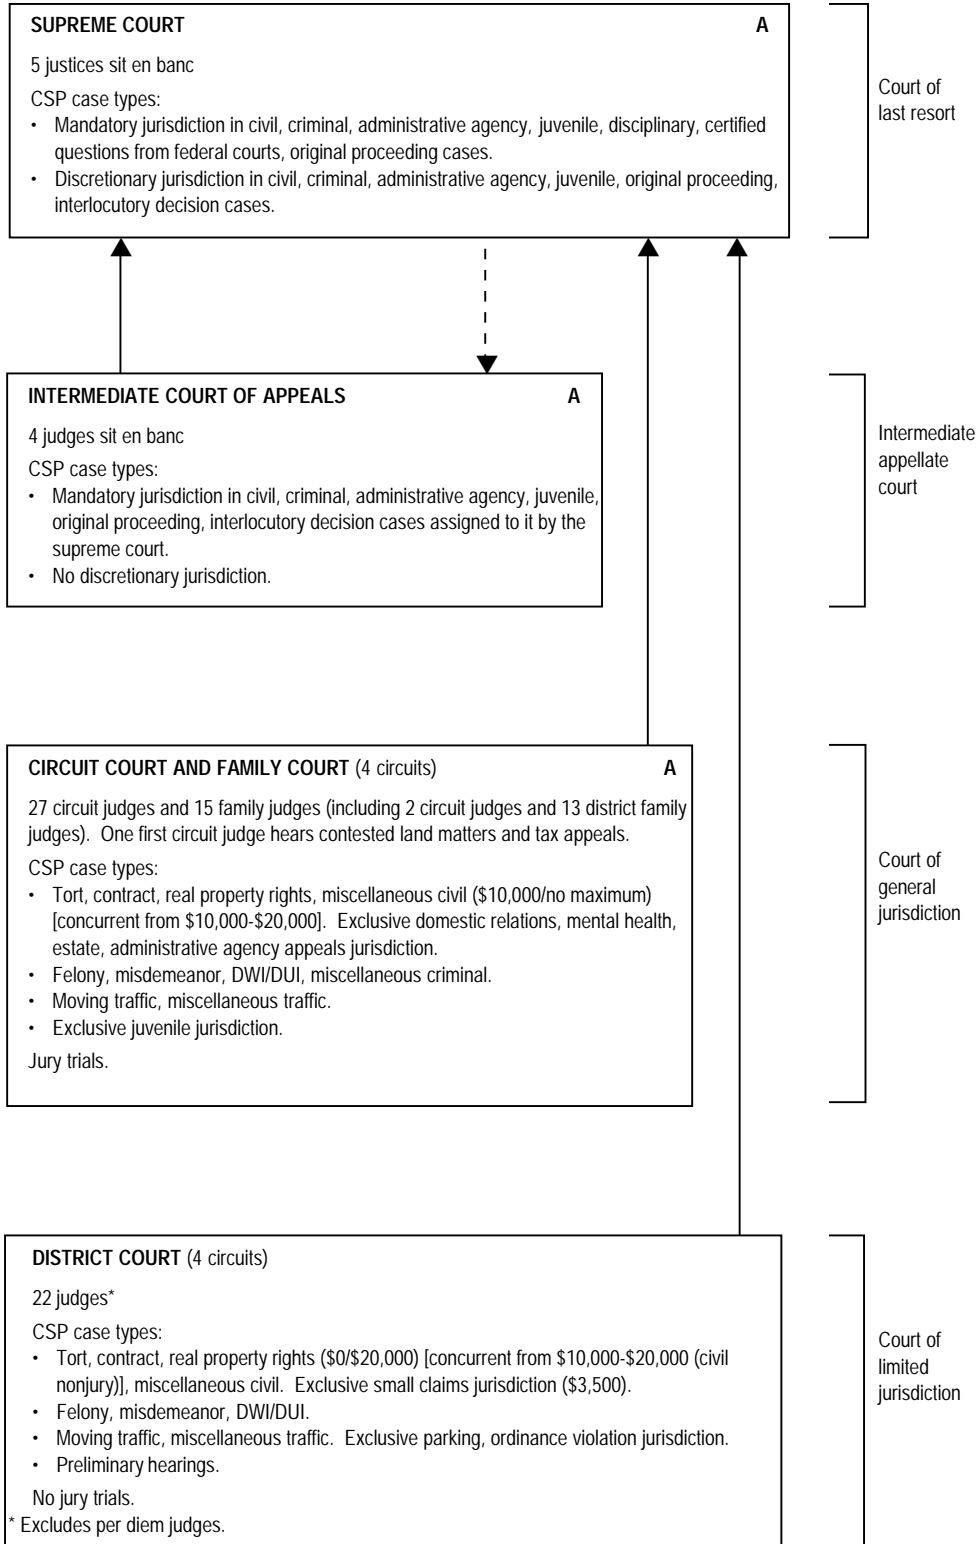 SUPREME COURT A
5 justices sit en banc
CSP case types:
• Mandatory jurisdiction in civil, criminal, administrative agency, juvenile, disciplinary, certified
questions from federal courts, original proceeding cases.
• Discretionary jurisdiction in civil, criminal, administrative agency, juvenile, original proceeding,
interlocutory decision cases.
Court of
last resort
INTERMEDIATE COURT OF APPEALS A
4 judges sit en banc
CSP case types:
• Mandatory jurisdiction in civil, criminal, administrative agency, juvenile,
original proceeding, interlocutory decision cases assigned to it by the
supreme court.
• No discretionary jurisdiction.
Intermediate
appellate
court
CIRCUIT COURT AND FAMILY COURT (4 circuits) A
27 circuit judges and 15 family judges (including 2 circuit judges and 13 district family
judges). One first circuit judge hears contested land matters and tax appeals.
CSP case types:
• Tort, contract, real property rights, miscellaneous civil ($10,000/no maximum)
[concurrent from $10,000-$20,000]. Exclusive domestic relations, mental health,
estate, administrative agency appeals jurisdiction.
• Felony, misdemeanor, DWI/DUI, miscellaneous criminal.
• Moving traffic, miscellaneous traffic.
• Exclusive juvenile jurisdiction.
Jury trials.
Court of
general
jurisdiction
DISTRICT COURT (4 circuits)
22 judges*
CSP case types:
• Tort, contract, real property rights ($0/$20,000) [concurrent from $10,000-$20,000 (civil
nonjury)], miscellaneous civil. Exclusive small claims jurisdiction ($3,500).
• Felony, misdemeanor, DWI/DUI.
• Moving traffic, miscellaneous traffic. Exclusive parking, ordinance violation jurisdiction.
• Preliminary hearings.
No jury trials.
* Excludes per diem judges.
Court of
limited
jurisdiction